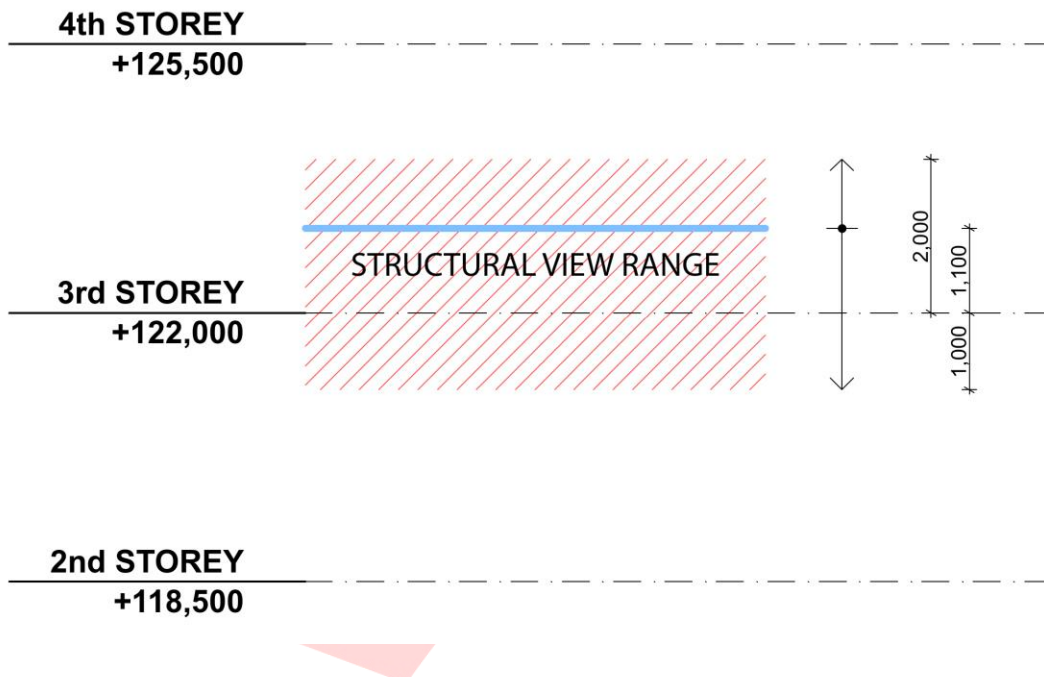 4th STOREY
+125,500
STRUCTURAL VIEW RANGE
2,000
1,100
3rd STOREY
+122,000
1,000
2nd STOREY
+118,500